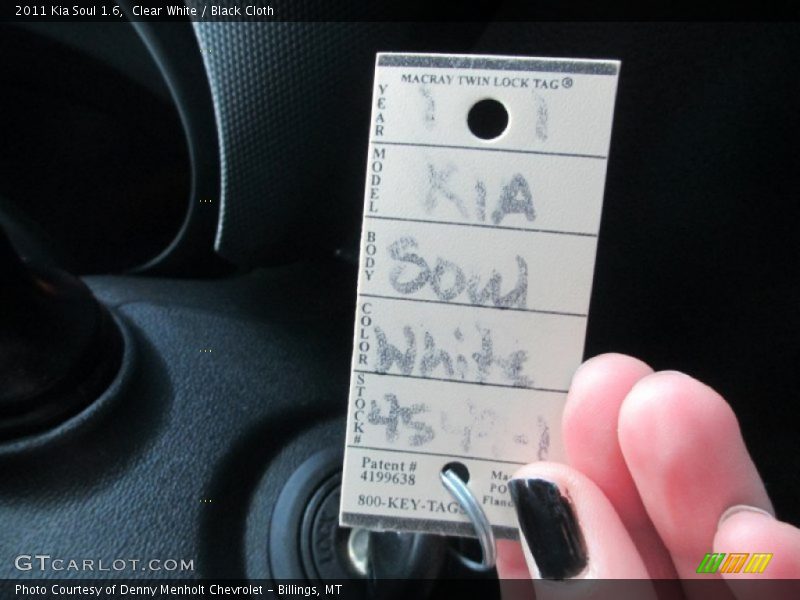 2011 Kia Soul 1.6,  Clear White / Black Cloth
MACRAY TWIN LOCK TAG®
YEAR 11
MODEL KIA
BODY Soul
COLOR White
STOCK#
Patent #
4199638
800-KEY-TAGS
GTCARLOT.COM
Photo Courtesy of Denny Menholt Chevrolet – Billings, MT